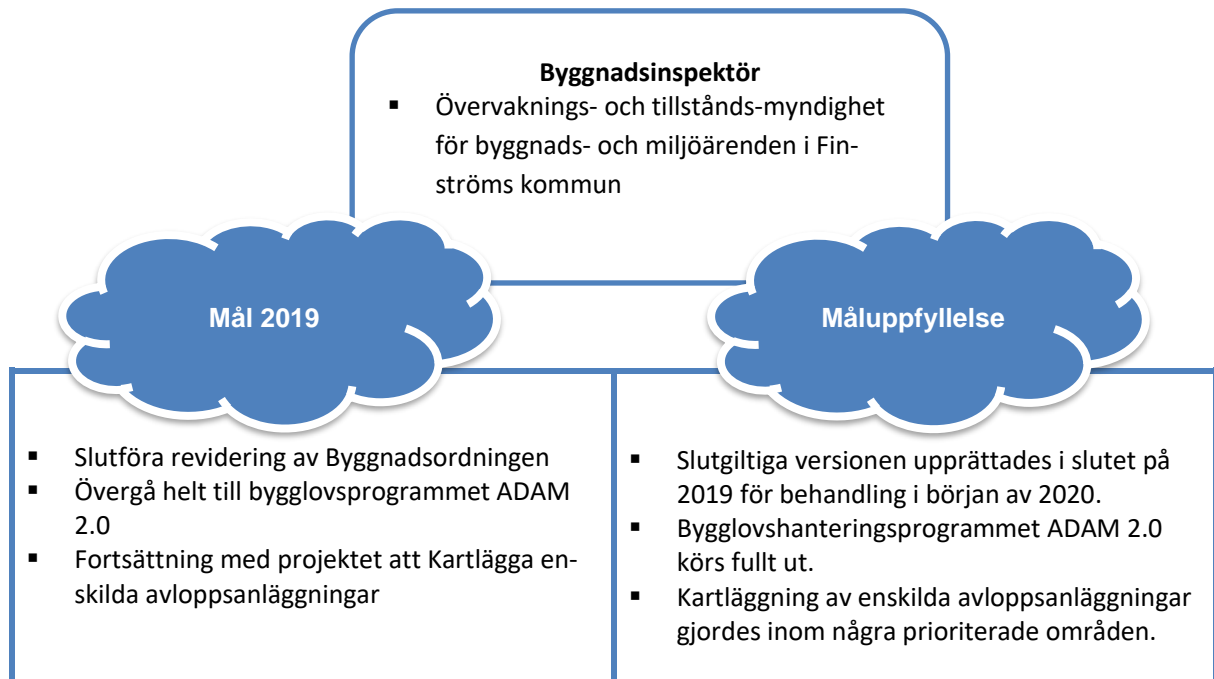 Byggnadsinspektör
▪ Övervaknings- och tillstånds-myndighet
för byggnads- och miljöärenden i Fin-
ströms kommun
Mål 2019
▪ Slutföra revidering av Byggnadsordningen
▪ Övergå helt till bygglovsprogrammet ADAM
2.0
▪ Fortsättning med projektet att Kartlägga en-
skilda avloppsanläggningar
Måluppfyllelse
▪ Slutgiltiga versionen upprättades i slutet på
2019 för behandling i början av 2020.
▪ Bygglovshanteringsprogrammet ADAM 2.0
körs fullt ut.
▪ Kartläggning av enskilda avloppsanläggningar
gjordes inom några prioriterade områden.